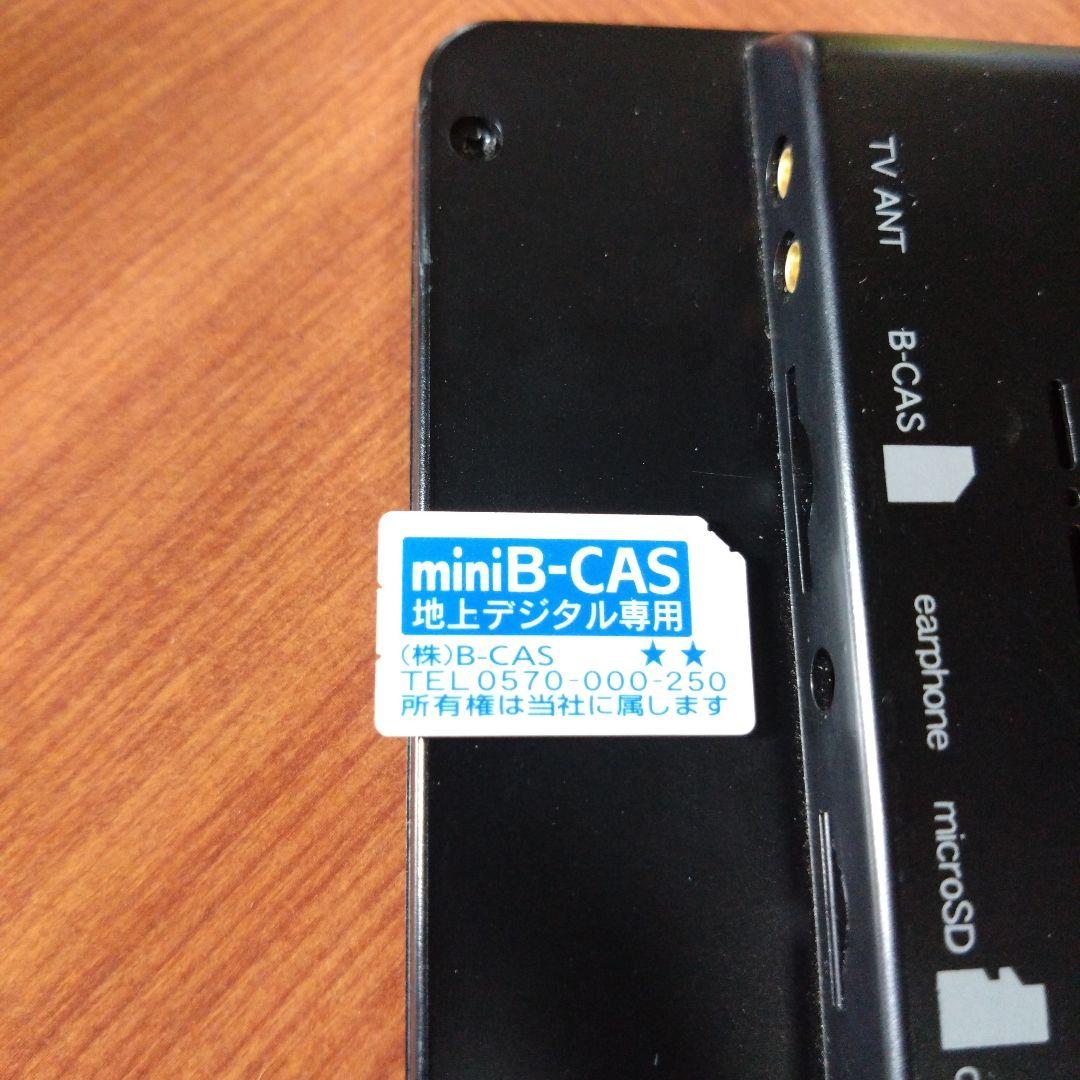 miniB-CAS
地上デジタル専用
(株)B-CAS ★★
TEL 0570-000-250
所有権は当社に属します
TV ANT
B-CAS
earphone
microSD